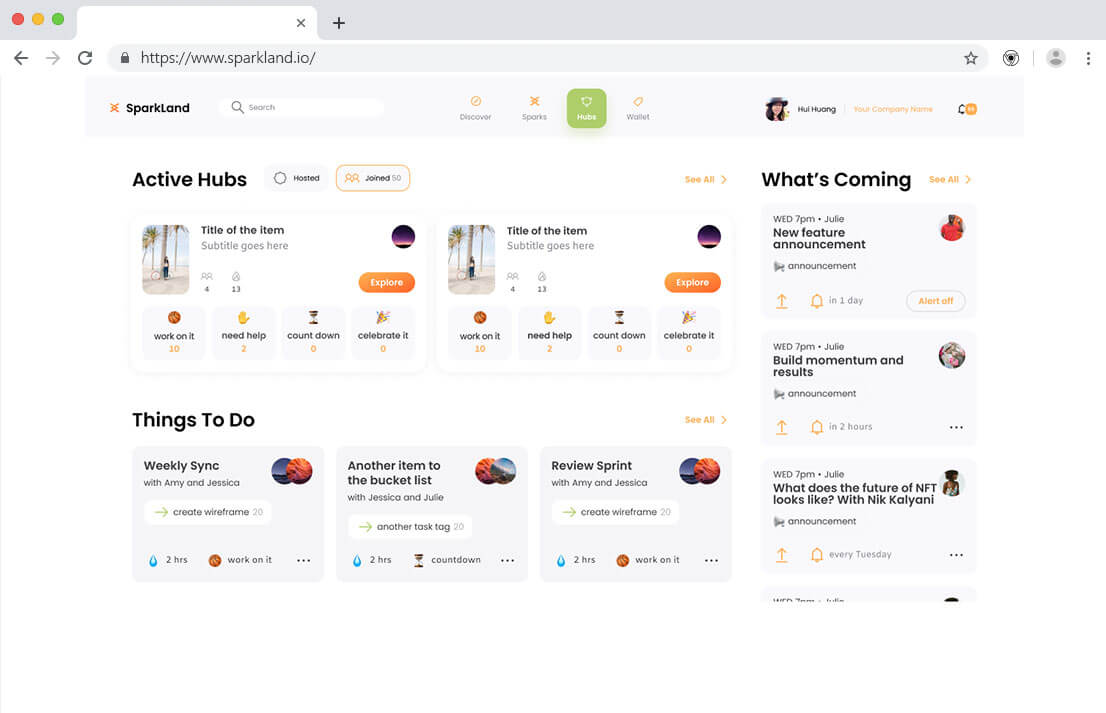 https://www.sparkland.io/
SparkLand
Search
Discover
Sparks
Hubs
Wallet
Hui Huang
Your Company Name
Active Hubs
Hosted
Joined 50
See All
Title of the item
Subtitle goes here
4
13
Explore
work on it
10
need help
2
count down
0
celebrate it
0
Title of the item
Subtitle goes here
4
13
Explore
work on it
10
need help
2
count down
0
celebrate it
0
Things To Do
See All
Weekly Sync
with Amy and Jessica
create wireframe 20
2 hrs
work on it
Another item to
the bucket list
with Jessica and Julie
another task tag 20
2 hrs
countdown
Review Sprint
with Amy and Jessica
create wireframe 20
2 hrs
work on it
What's Coming
See All
WED 7pm • Julie
New feature
announcement
announcement
in 1 day
Alert off
WED 7pm • Julie
Build momentum and
results
announcement
in 2 hours
WED 7pm • Julie
What does the future of NFT
looks like? With Nik Kalyani
announcement
every Tuesday
WED 7pm • Julie